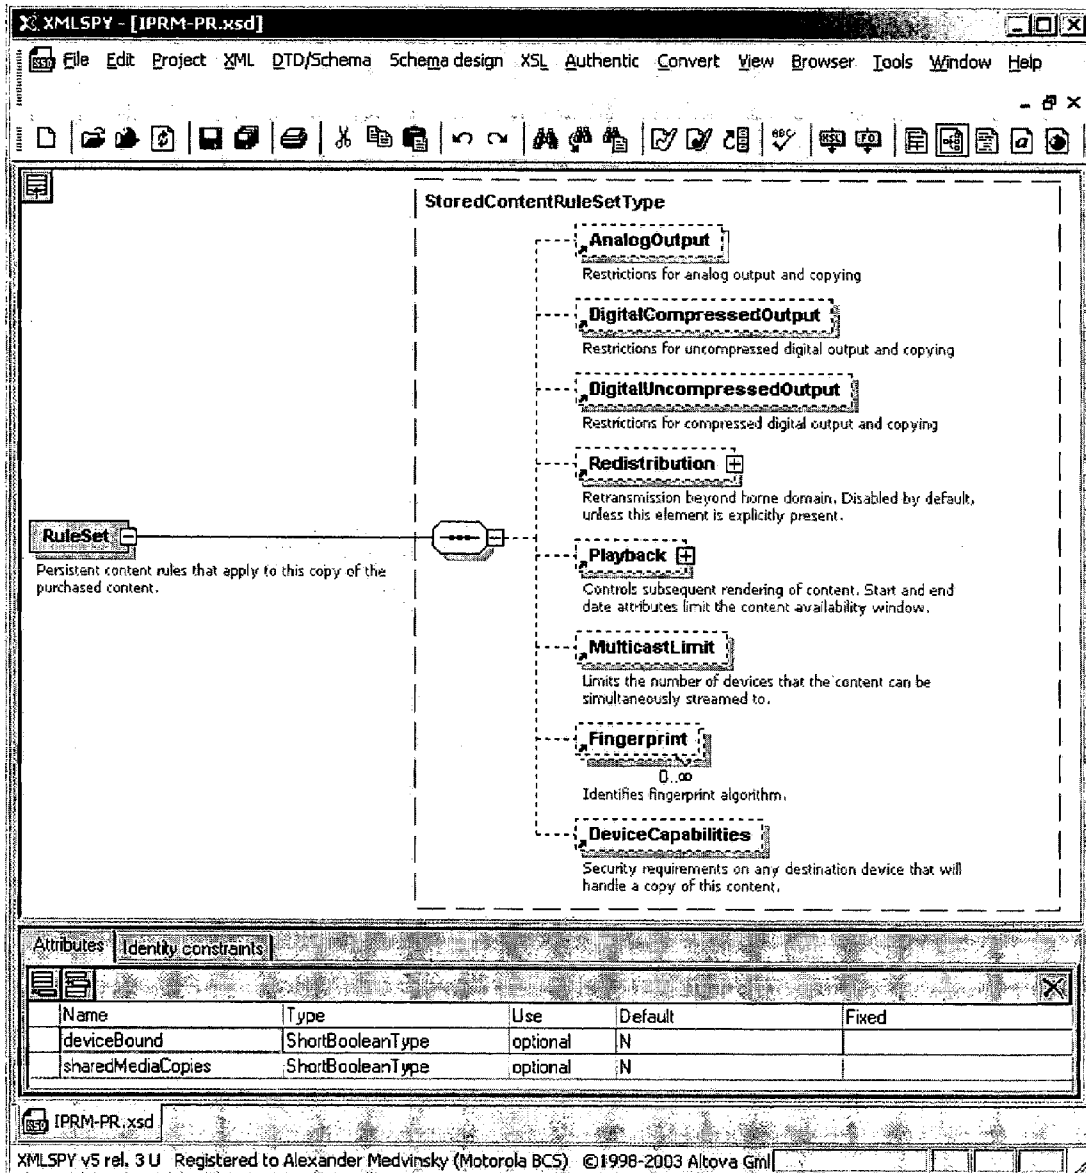 XMLSPY - [IPRM-PR.xsd]
File Edit Project XML DTD/Schema Schema design XSL Authentic Convert View Browser Tools Window Help
StoredContentRuleSetType
AnalogOutput
Restrictions for analog output and copying
DigitalCompressedOutput
Restrictions for uncompressed digital output and copying
DigitalUncompressedOutput
Restrictions for compressed digital output and copying
Redistribution
Retransmission beyond home domain. Disabled by default,
unless this element is explicitly present.
RuleSet
Persistent content rules that apply to this copy of the
purchased content.
Playback
Controls subsequent rendering of content. Start and end
date attributes limit the content availability window.
MulticastLimit
Limits the number of devices that the content can be
simultaneously streamed to.
Fingerprint
0..∞
Identifies fingerprint algorithm.
DeviceCapabilities
Security requirements on any destination device that will
handle a copy of this content.
Attributes Identity constraints
Name Type Use Default Fixed
deviceBound ShortBooleanType optional N
sharedMediaCopies ShortBooleanType optional N
IPRM-PR.xsd
XMLSPY v5 rel. 3 U Registered to Alexander Medvinsky (Motorola BCS) ©1998-2003 Altova Gml